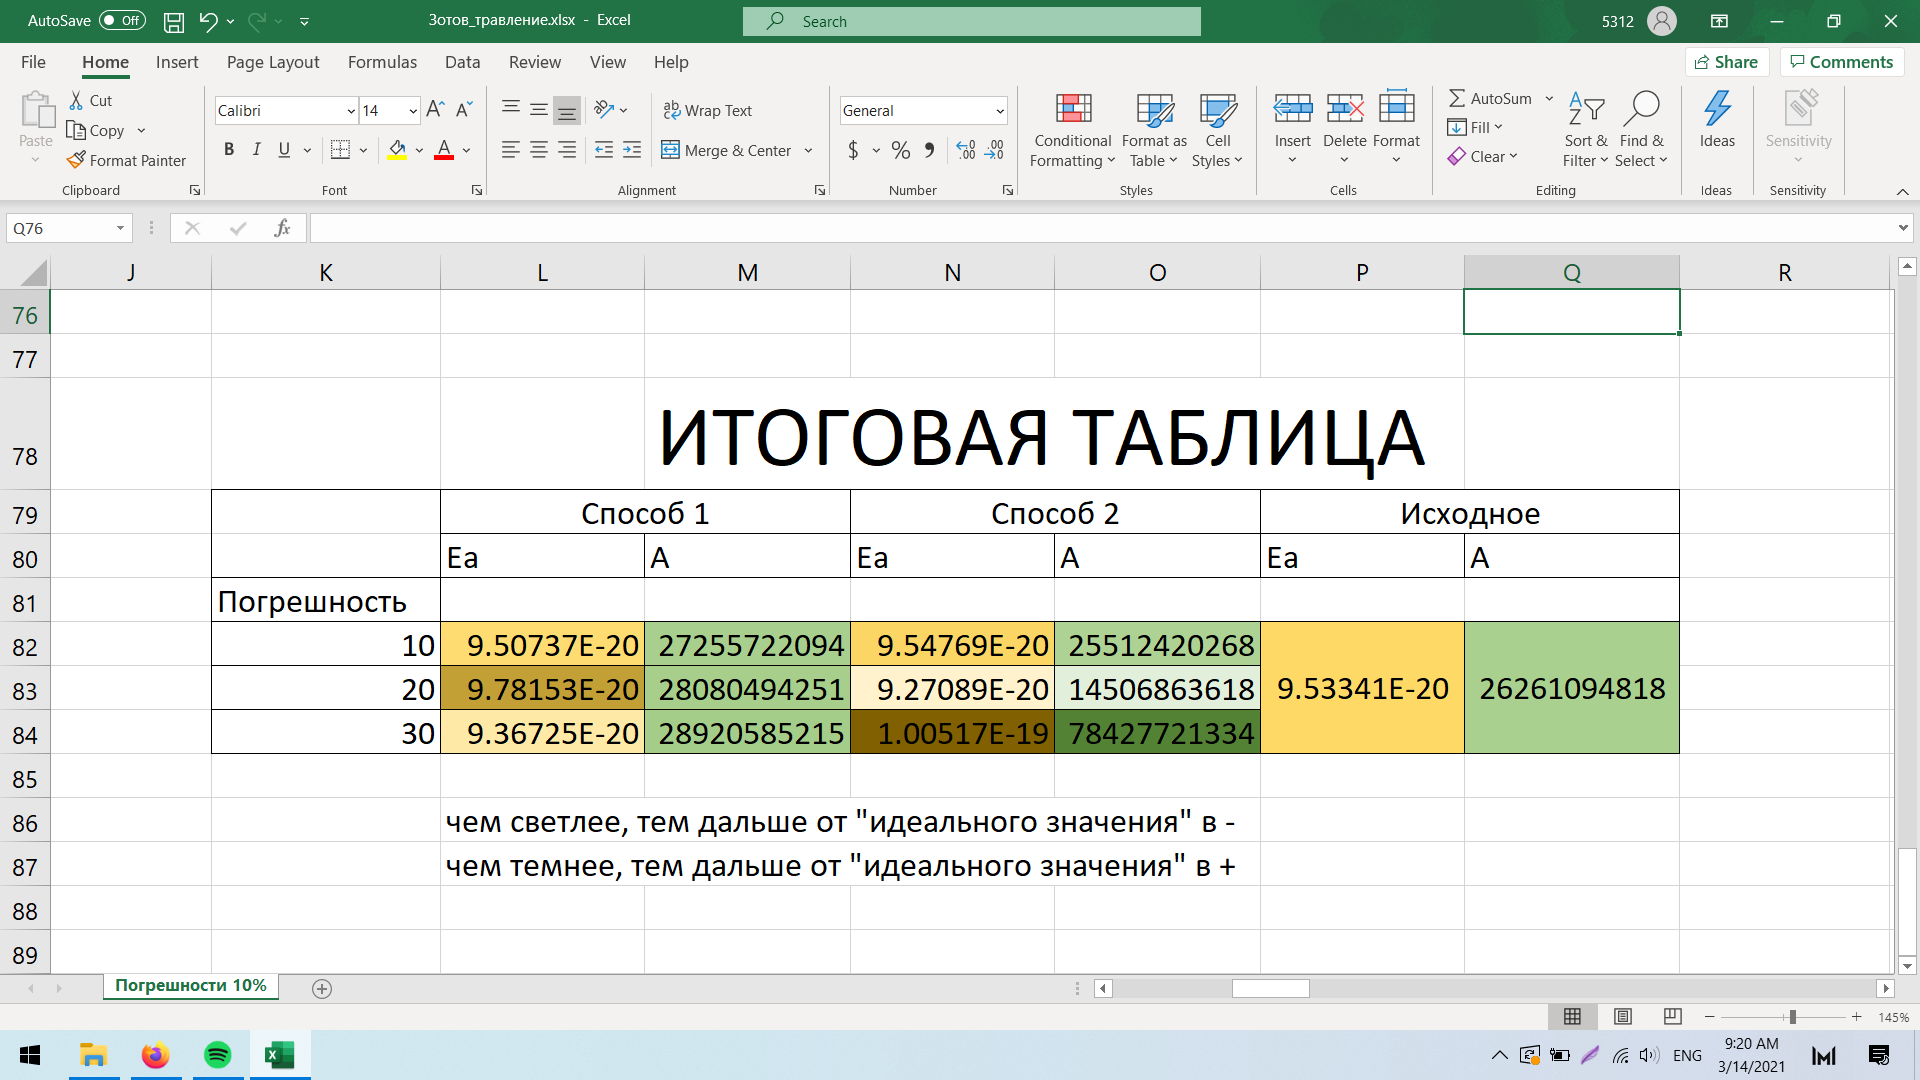 AutoSave Off Зотов_травление.xlsx - Excel Search 5312
File Home Insert Page Layout Formulas Data Review View Help Share Comments
Paste Cut Copy Format Painter Clipboard
Calibri 14 B I U A Font
Wrap Text Merge & Center Alignment
General $ % Number
Conditional Formatting Format as Table Cell Styles Styles
Insert Delete Format Cells
AutoSum Fill Clear Sort & Filter Find & Select Editing
Ideas Ideas
Sensitivity Sensitivity
Q76 fx
J K L M N O P Q R
76
77
78 ИТОГОВАЯ ТАБЛИЦА
79 Способ 1 Способ 2 Исходное
80 Ea A Ea A Ea A
81 Погрешность
82 10 9.50737E-20 27255722094 9.54769E-20 25512420268
83 20 9.78153E-20 28080494251 9.27089E-20 14506863618 9.53341E-20 26261094818
84 30 9.36725E-20 28920585215 1.00517E-19 78427721334
85
86 чем светлее, тем дальше от "идеального значения" в -
87 чем темнее, тем дальше от "идеального значения" в +
88
89
Погрешности 10%
145%
ENG 9:20 AM
3/14/2021